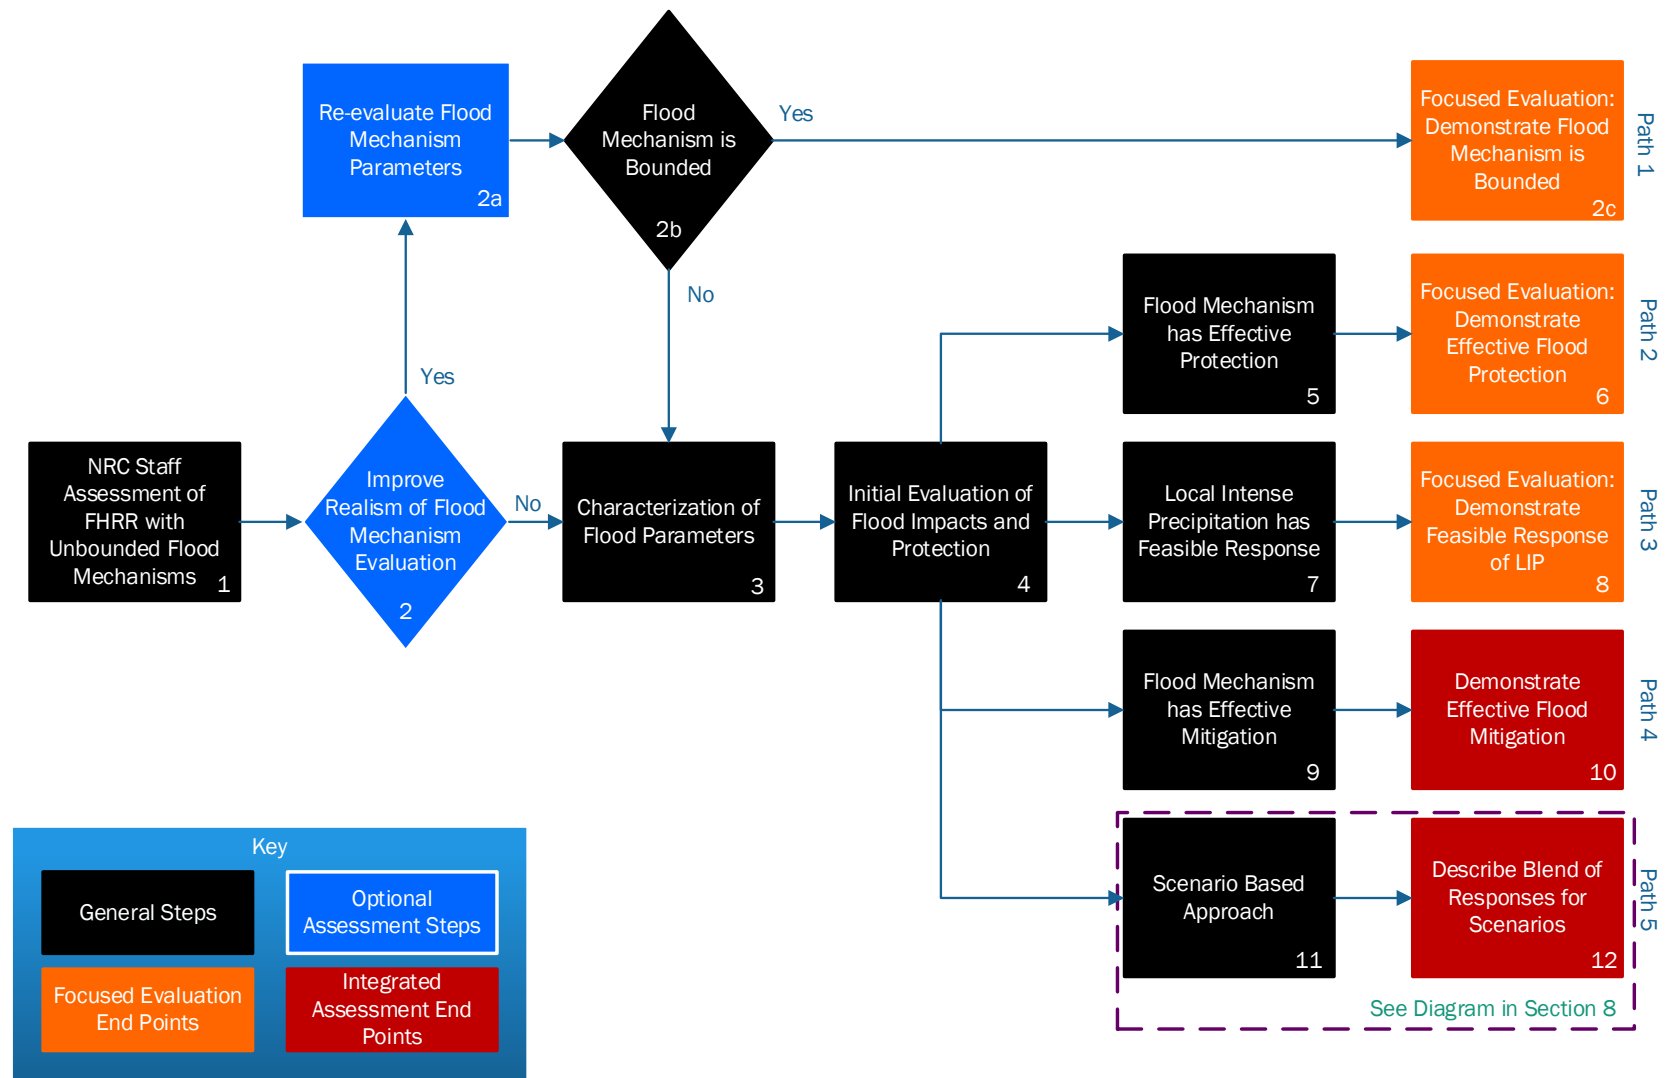 Re-evaluate Flood
Mechanism
Parameters
2a
Flood
Mechanism is
Bounded
2b
Yes
Focused Evaluation:
Demonstrate Flood
Mechanism is
Bounded
2c
Path 1
No
Flood Mechanism
has Effective
Protection
5
Focused Evaluation:
Demonstrate
Effective Flood
Protection
6
Path 2
Yes
NRC Staff
Assessment of
FHRR with
Unbounded Flood
Mechanisms
1
Improve
Realism of Flood
Mechanism
Evaluation
2
No
Characterization of
Flood Parameters
3
Initial Evaluation of
Flood Impacts and
Protection
4
Local Intense
Precipitation has
Feasible Response
7
Focused Evaluation:
Demonstrate
Feasible Response
of LIP
8
Path 3
Flood Mechanism
has Effective
Mitigation
9
Demonstrate
Effective Flood
Mitigation
10
Path 4
Scenario Based
Approach
11
Describe Blend of
Responses for
Scenarios
12
Path 5
See Diagram in Section 8
Key
General Steps
Optional
Assessment Steps
Focused Evaluation
End Points
Integrated
Assessment End
Points